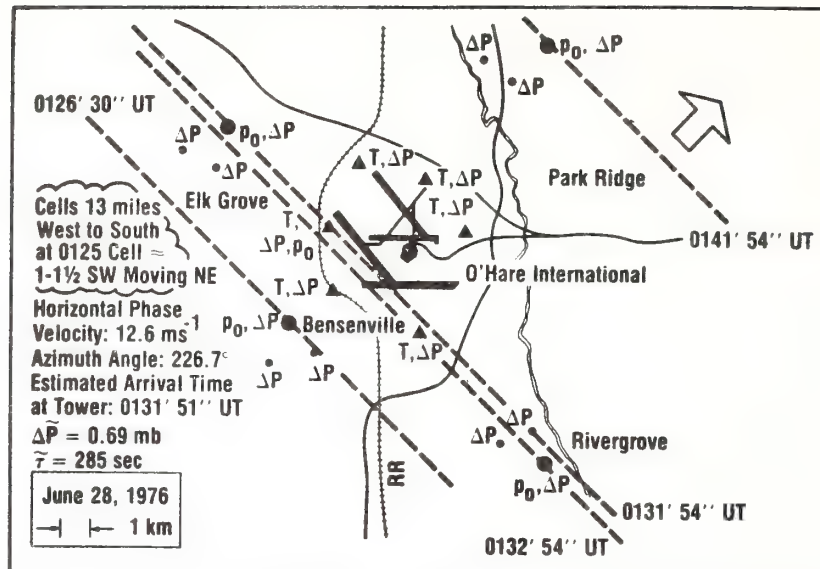 0126' 30'' UT
ΔP
p₀, ΔP
ΔP
ΔP
ΔP
p₀, ΔP
T, ΔP
T, ΔP
T, ΔP
Park Ridge
Elk Grove
0141' 54'' UT
Cells 13 miles
West to South
at 0125 Cell ≈
1-1½ SW Moving NE
T,
ΔP, p₀
O'Hare International
T, ΔP
Horizontal Phase
Velocity: 12.6 ms⁻¹
Azimuth Angle: 226.7°
Estimated Arrival Time
at Tower: 0131' 51'' UT
ΔP̃ = 0.69 mb
τ̃ = 285 sec
p₀, ΔP
Bensenville
T, ΔP
ΔP
ΔP
ΔP
ΔP
Rivergrove
p₀, ΔP
RR
0131' 54'' UT
0132' 54'' UT
June 28, 1976
1 km